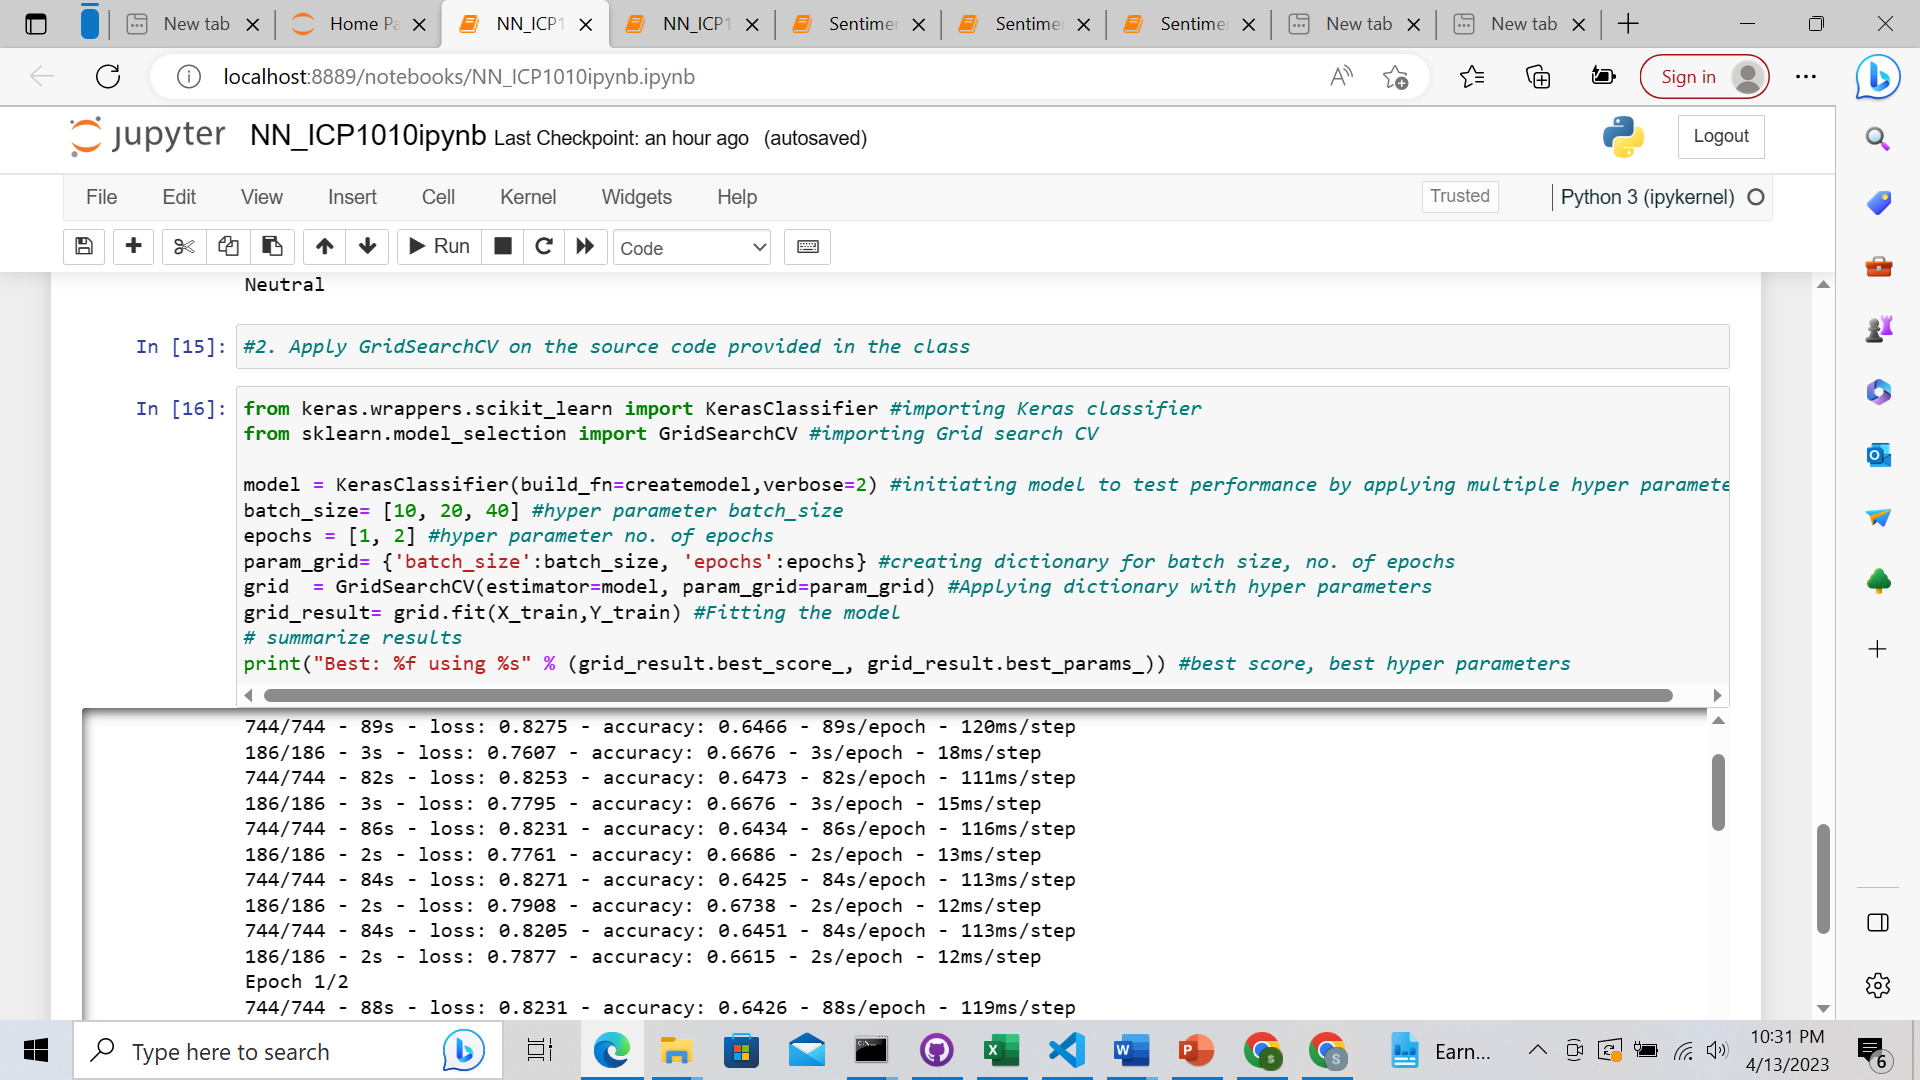 New tab
Home Pa
NN_ICP1
NN_ICP1
Sentimen
Sentimen
Sentimen
New tab
New tab
localhost:8889/notebooks/NN_ICP1010ipynb.ipynb
Sign in
jupyter NN_ICP1010ipynb Last Checkpoint: an hour ago (autosaved)
Logout
File Edit View Insert Cell Kernel Widgets Help
Trusted
Python 3 (ipykernel)
Run
Code
Neutral
In [15]: #2. Apply GridSearchCV on the source code provided in the class
In [16]: from keras.wrappers.scikit_learn import KerasClassifier #importing Keras classifier
from sklearn.model_selection import GridSearchCV #importing Grid search CV
model = KerasClassifier(build_fn=createmodel,verbose=2) #initiating model to test performance by applying multiple hyper paramete
batch_size= [10, 20, 40] #hyper parameter batch_size
epochs = [1, 2] #hyper parameter no. of epochs
param_grid= {'batch_size':batch_size, 'epochs':epochs} #creating dictionary for batch size, no. of epochs
grid  = GridSearchCV(estimator=model, param_grid=param_grid) #Applying dictionary with hyper parameters
grid_result= grid.fit(X_train,Y_train) #Fitting the model
# summarize results
print("Best: %f using %s" % (grid_result.best_score_, grid_result.best_params_)) #best score, best hyper parameters
744/744 - 89s - loss: 0.8275 - accuracy: 0.6466 - 89s/epoch - 120ms/step
186/186 - 3s - loss: 0.7607 - accuracy: 0.6676 - 3s/epoch - 18ms/step
744/744 - 82s - loss: 0.8253 - accuracy: 0.6473 - 82s/epoch - 111ms/step
186/186 - 3s - loss: 0.7795 - accuracy: 0.6676 - 3s/epoch - 15ms/step
744/744 - 86s - loss: 0.8231 - accuracy: 0.6434 - 86s/epoch - 116ms/step
186/186 - 2s - loss: 0.7761 - accuracy: 0.6686 - 2s/epoch - 13ms/step
744/744 - 84s - loss: 0.8271 - accuracy: 0.6425 - 84s/epoch - 113ms/step
186/186 - 2s - loss: 0.7908 - accuracy: 0.6738 - 2s/epoch - 12ms/step
744/744 - 84s - loss: 0.8205 - accuracy: 0.6451 - 84s/epoch - 113ms/step
186/186 - 2s - loss: 0.7877 - accuracy: 0.6615 - 2s/epoch - 12ms/step
Epoch 1/2
744/744 - 88s - loss: 0.8231 - accuracy: 0.6426 - 88s/epoch - 119ms/step
Type here to search
Earn...
10:31 PM
4/13/2023
6